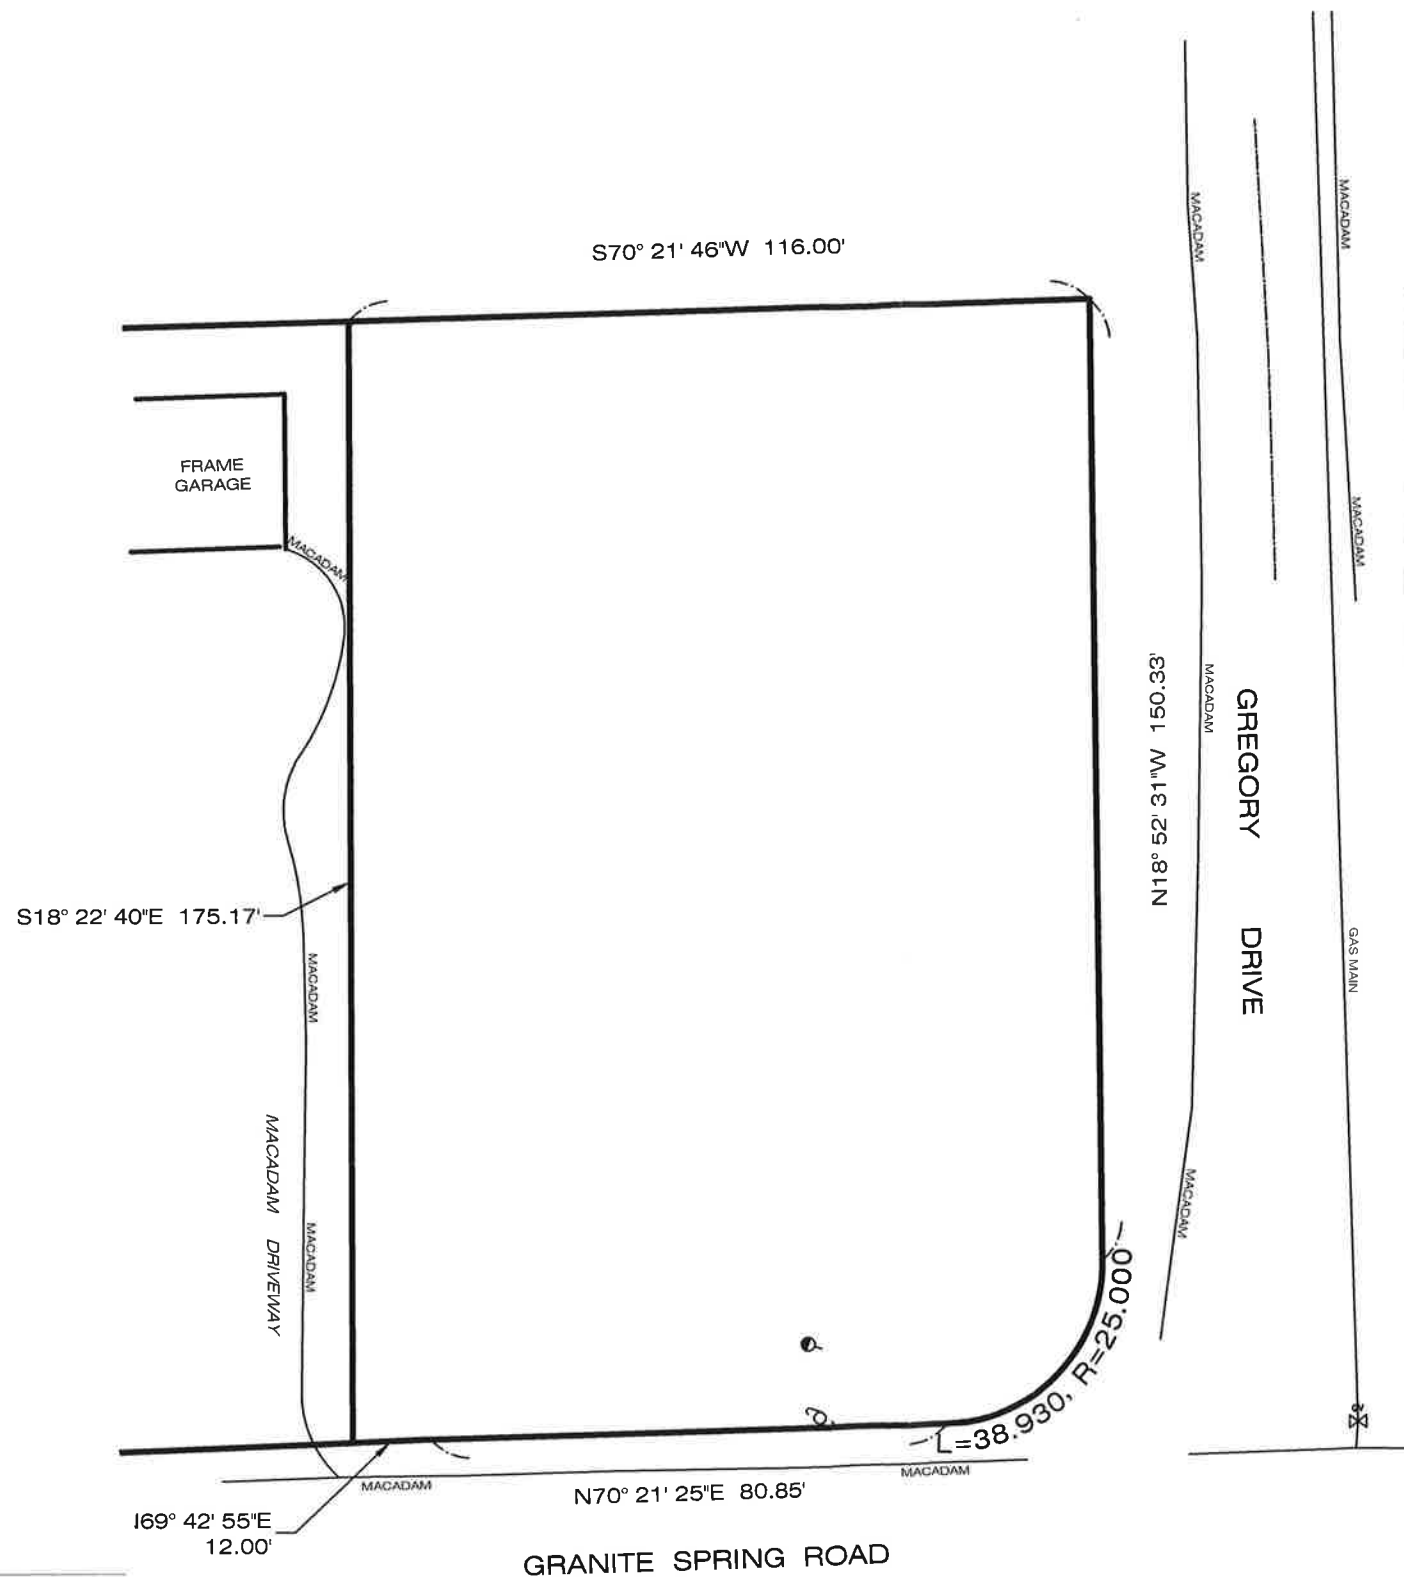 S70° 21' 46"W 116.00'
MACADAM
MACADAM
FRAME
GARAGE
MACADAM
MACADAM
N18° 52' 31"W 150.33'
MACADAM
GREGORY DRIVE
S18° 22' 40"E 175.17'
MACADAM
GAS MAIN
MACADAM DRIVEWAY
MACADAM
MACADAM
L=38.930, R=25.000
MACADAM
MACADAM
N70° 21' 25"E 80.85'
69° 42' 55"E
12.00'
GRANITE SPRING ROAD